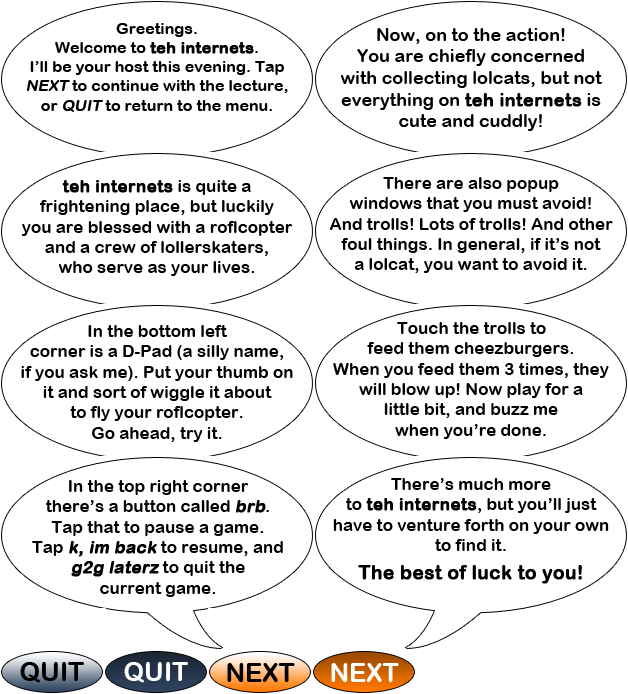 Greetings.
Welcome to teh internets.
I'll be your host this evening. Tap
NEXT to continue with the lecture,
or QUIT to return to the menu.
teh internets is quite a
frightening place, but luckily
you are blessed with a roflcopter
and a crew of lollerskaters,
who serve as your lives.
In the bottom left
corner is a D-Pad (a silly name,
if you ask me). Put your thumb on
it and sort of wiggle it about
to fly your roflcopter.
Go ahead, try it.
In the top right corner
there's a button called brb.
Tap that to pause a game.
Tap k, im back to resume, and
g2g laterz to quit the
current game.
Now, on to the action!
You are chiefly concerned
with collecting lolcats, but not
everything on teh internets is
cute and cuddly!
There are also popup
windows that you must avoid!
And trolls! Lots of trolls! And other
foul things. In general, if it's not
a lolcat, you want to avoid it.
Touch the trolls to
feed them cheezburgers.
When you feed them 3 times, they
will blow up! Now play for a
little bit, and buzz me
when you're done.
There's much more
to teh internets, but you'll just
have to venture forth on your own
to find it.
The best of luck to you!
QUIT QUIT NEXT NEXT